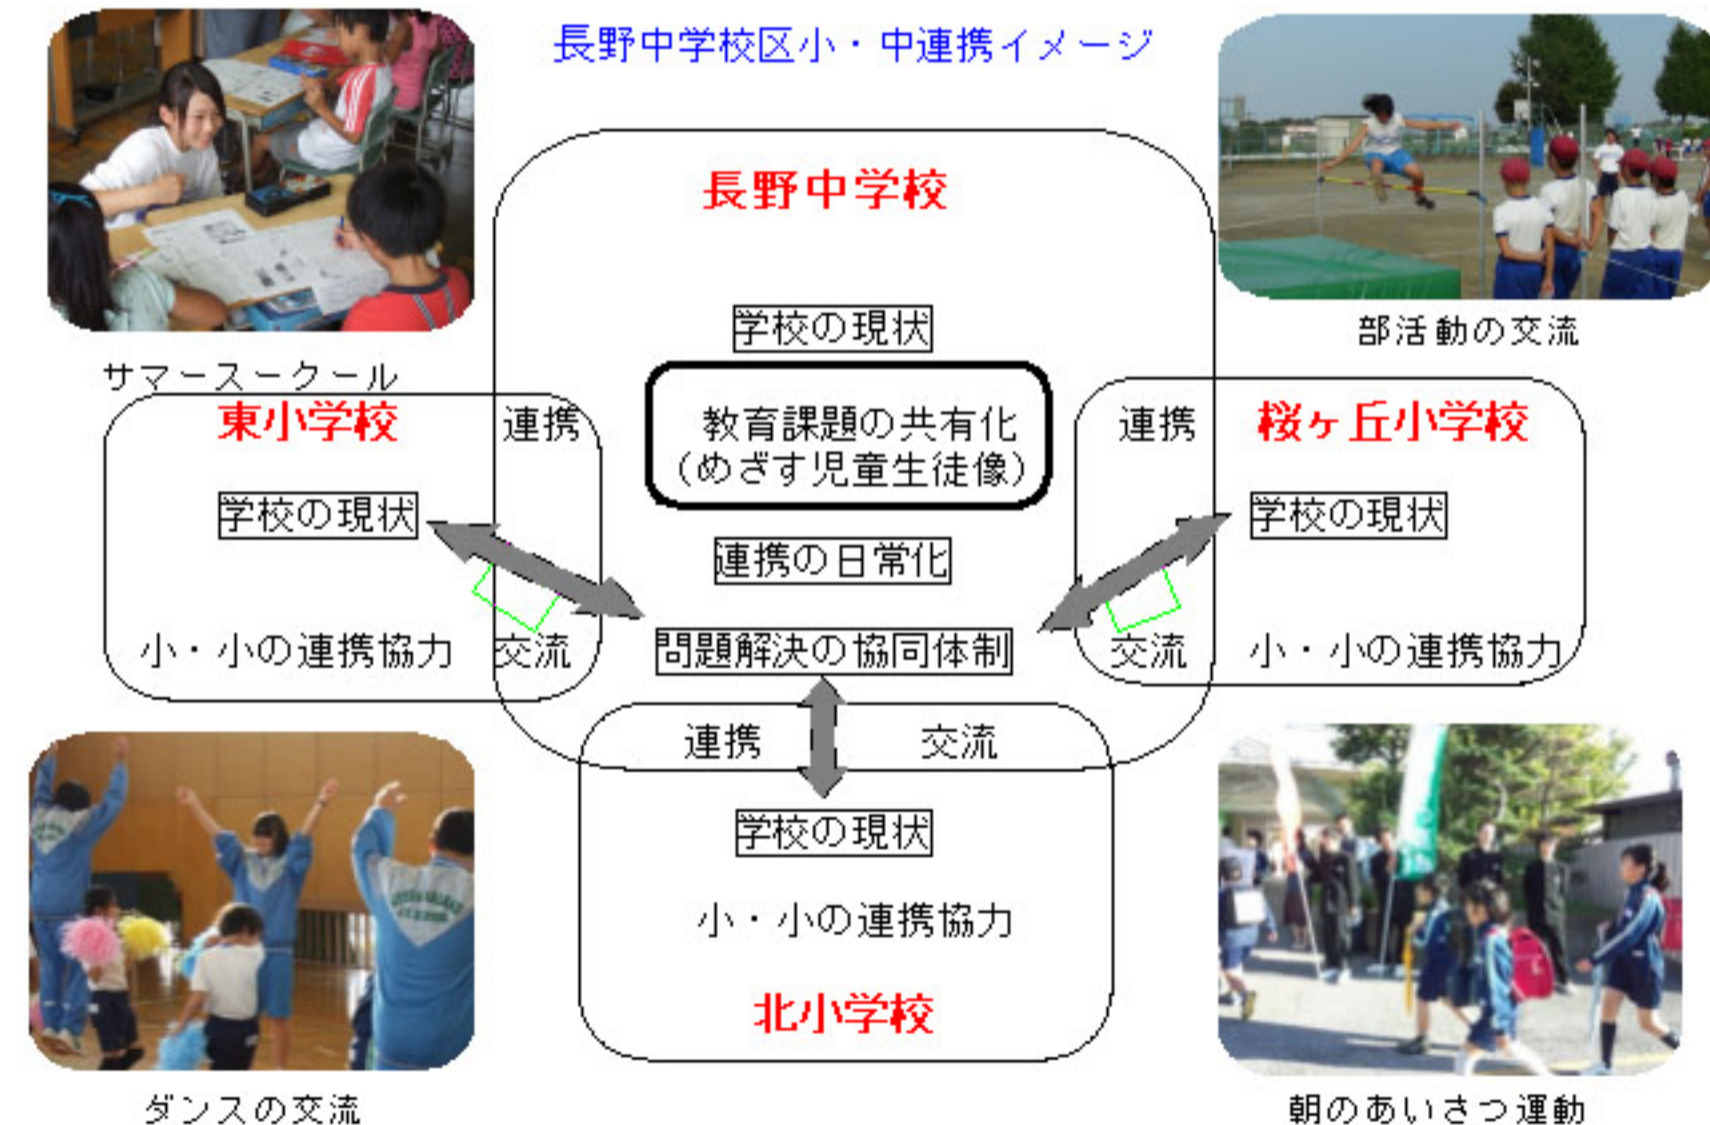 長野中学校区小・中連携イメージ
長野中学校
学校の現状
部活動の交流
サマースークール
東小学校
連携
教育課題の共有化
（めざす児童生徒像）
連携
桜ヶ丘小学校
学校の現状
学校の現状
連携の日常化
小・小の連携協力
交流
問題解決の協同体制
交流
小・小の連携協力
連携
交流
学校の現状
小・小の連携協力
北小学校
ダンスの交流
朝のあいさつ運動